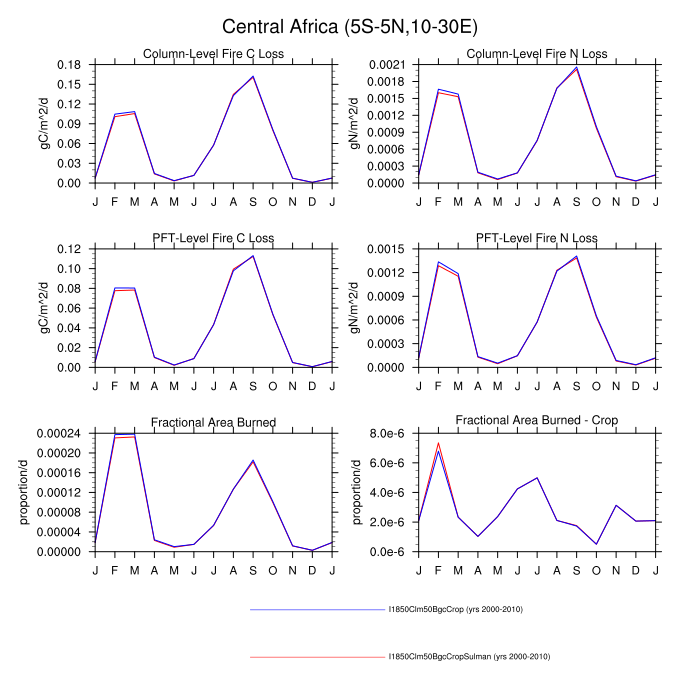 Central Africa (5S-5N,10-30E)
Column-Level Fire C Loss
gC/m^2/d
0.18
0.15
0.12
0.09
0.06
0.03
0.00
J F M A M J J A S O N D J
Column-Level Fire N Loss
gN/m^2/d
0.0021
0.0018
0.0015
0.0012
0.0009
0.0006
0.0003
0.0000
J F M A M J J A S O N D J
PFT-Level Fire C Loss
gC/m^2/d
0.12
0.10
0.08
0.06
0.04
0.02
0.00
J F M A M J J A S O N D J
PFT-Level Fire N Loss
gN/m^2/d
0.0015
0.0012
0.0009
0.0006
0.0003
0.0000
J F M A M J J A S O N D J
Fractional Area Burned
proportion/d
0.00024
0.00020
0.00016
0.00012
0.00008
0.00004
0.00000
J F M A M J J A S O N D J
Fractional Area Burned - Crop
proportion/d
8.0e-6
6.0e-6
4.0e-6
2.0e-6
0.0e-6
J F M A M J J A S O N D J
I1850Clm50BgcCrop (yrs 2000-2010)
I1850Clm50BgcCropSulman (yrs 2000-2010)